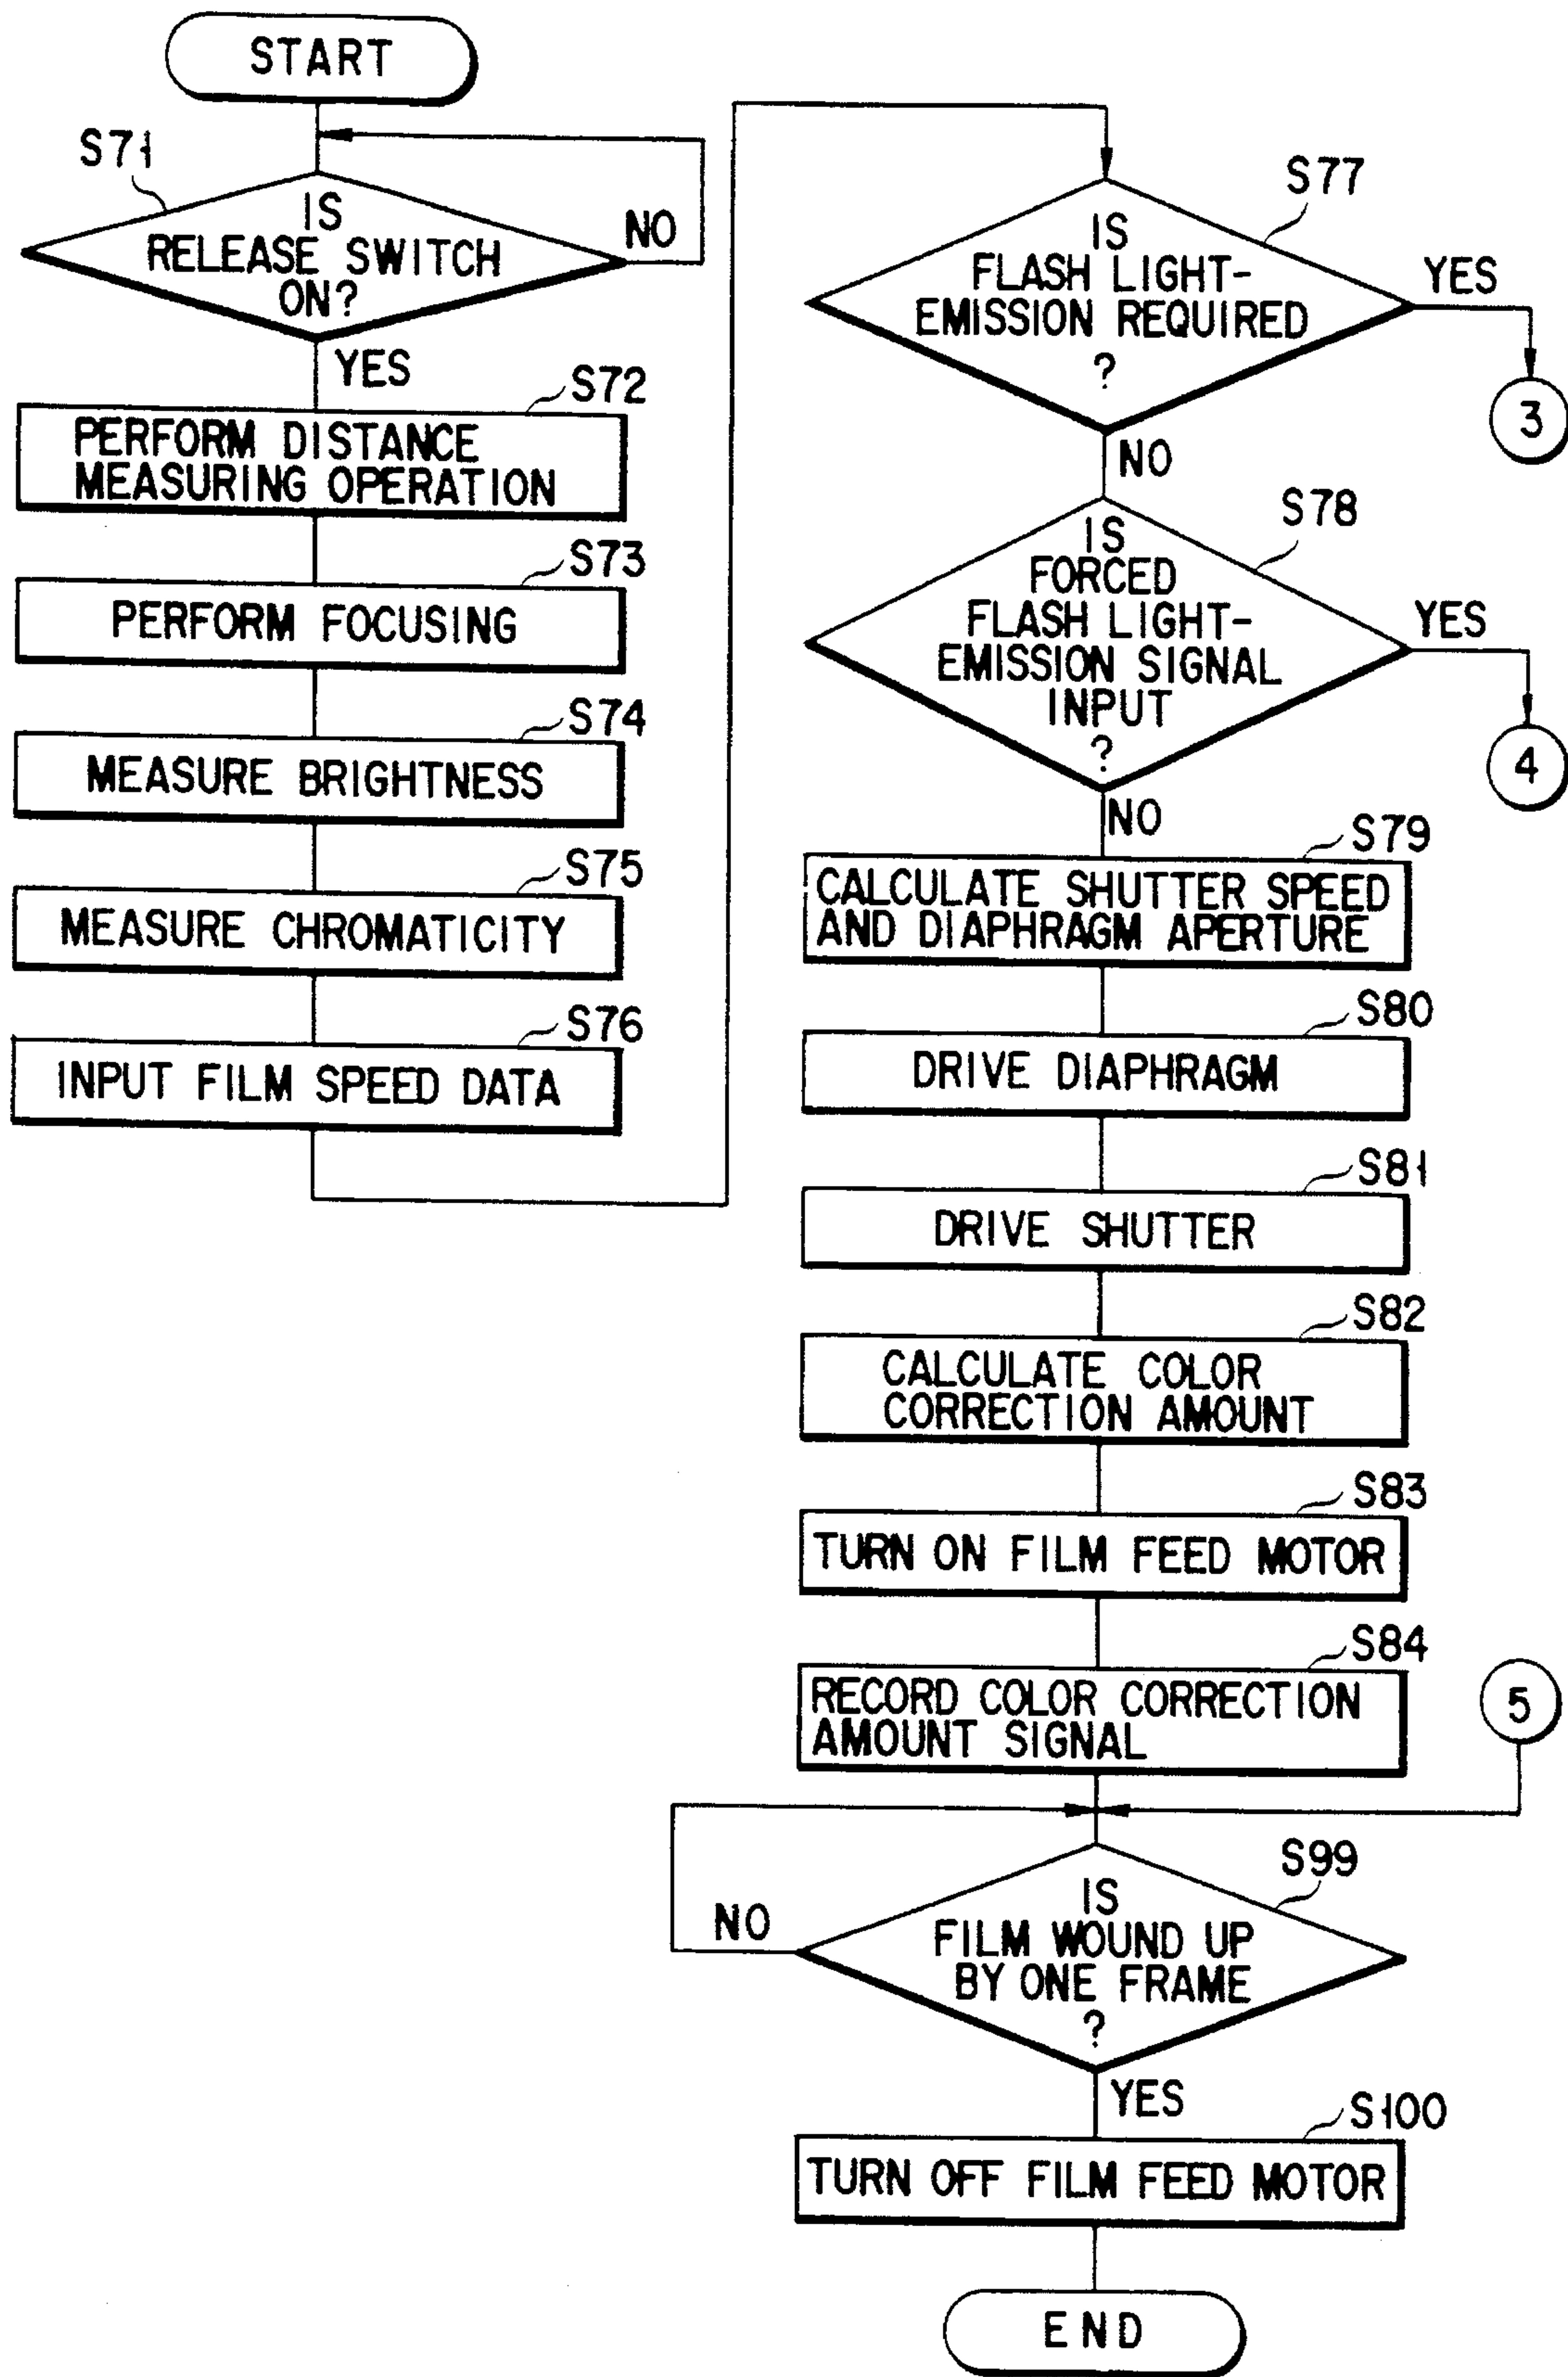 START
S71
IS
RELEASE SWITCH
ON?
NO
YES
S72
PERFORM DISTANCE
MEASURING OPERATION
S73
PERFORM FOCUSING
S74
MEASURE BRIGHTNESS
S75
MEASURE CHROMATICITY
S76
INPUT FILM SPEED DATA
S77
IS
FLASH LIGHT-
EMISSION REQUIRED
?
YES
3
NO
S78
IS
FORCED
FLASH LIGHT-
EMISSION SIGNAL
INPUT
?
YES
4
NO
S79
CALCULATE SHUTTER SPEED
AND DIAPHRAGM APERTURE
S80
DRIVE DIAPHRAGM
S81
DRIVE SHUTTER
S82
CALCULATE COLOR
CORRECTION AMOUNT
S83
TURN ON FILM FEED MOTOR
S84
RECORD COLOR CORRECTION
AMOUNT SIGNAL
5
S99
IS
FILM WOUND UP
BY ONE FRAME
?
NO
YES
S100
TURN OFF FILM FEED MOTOR
END